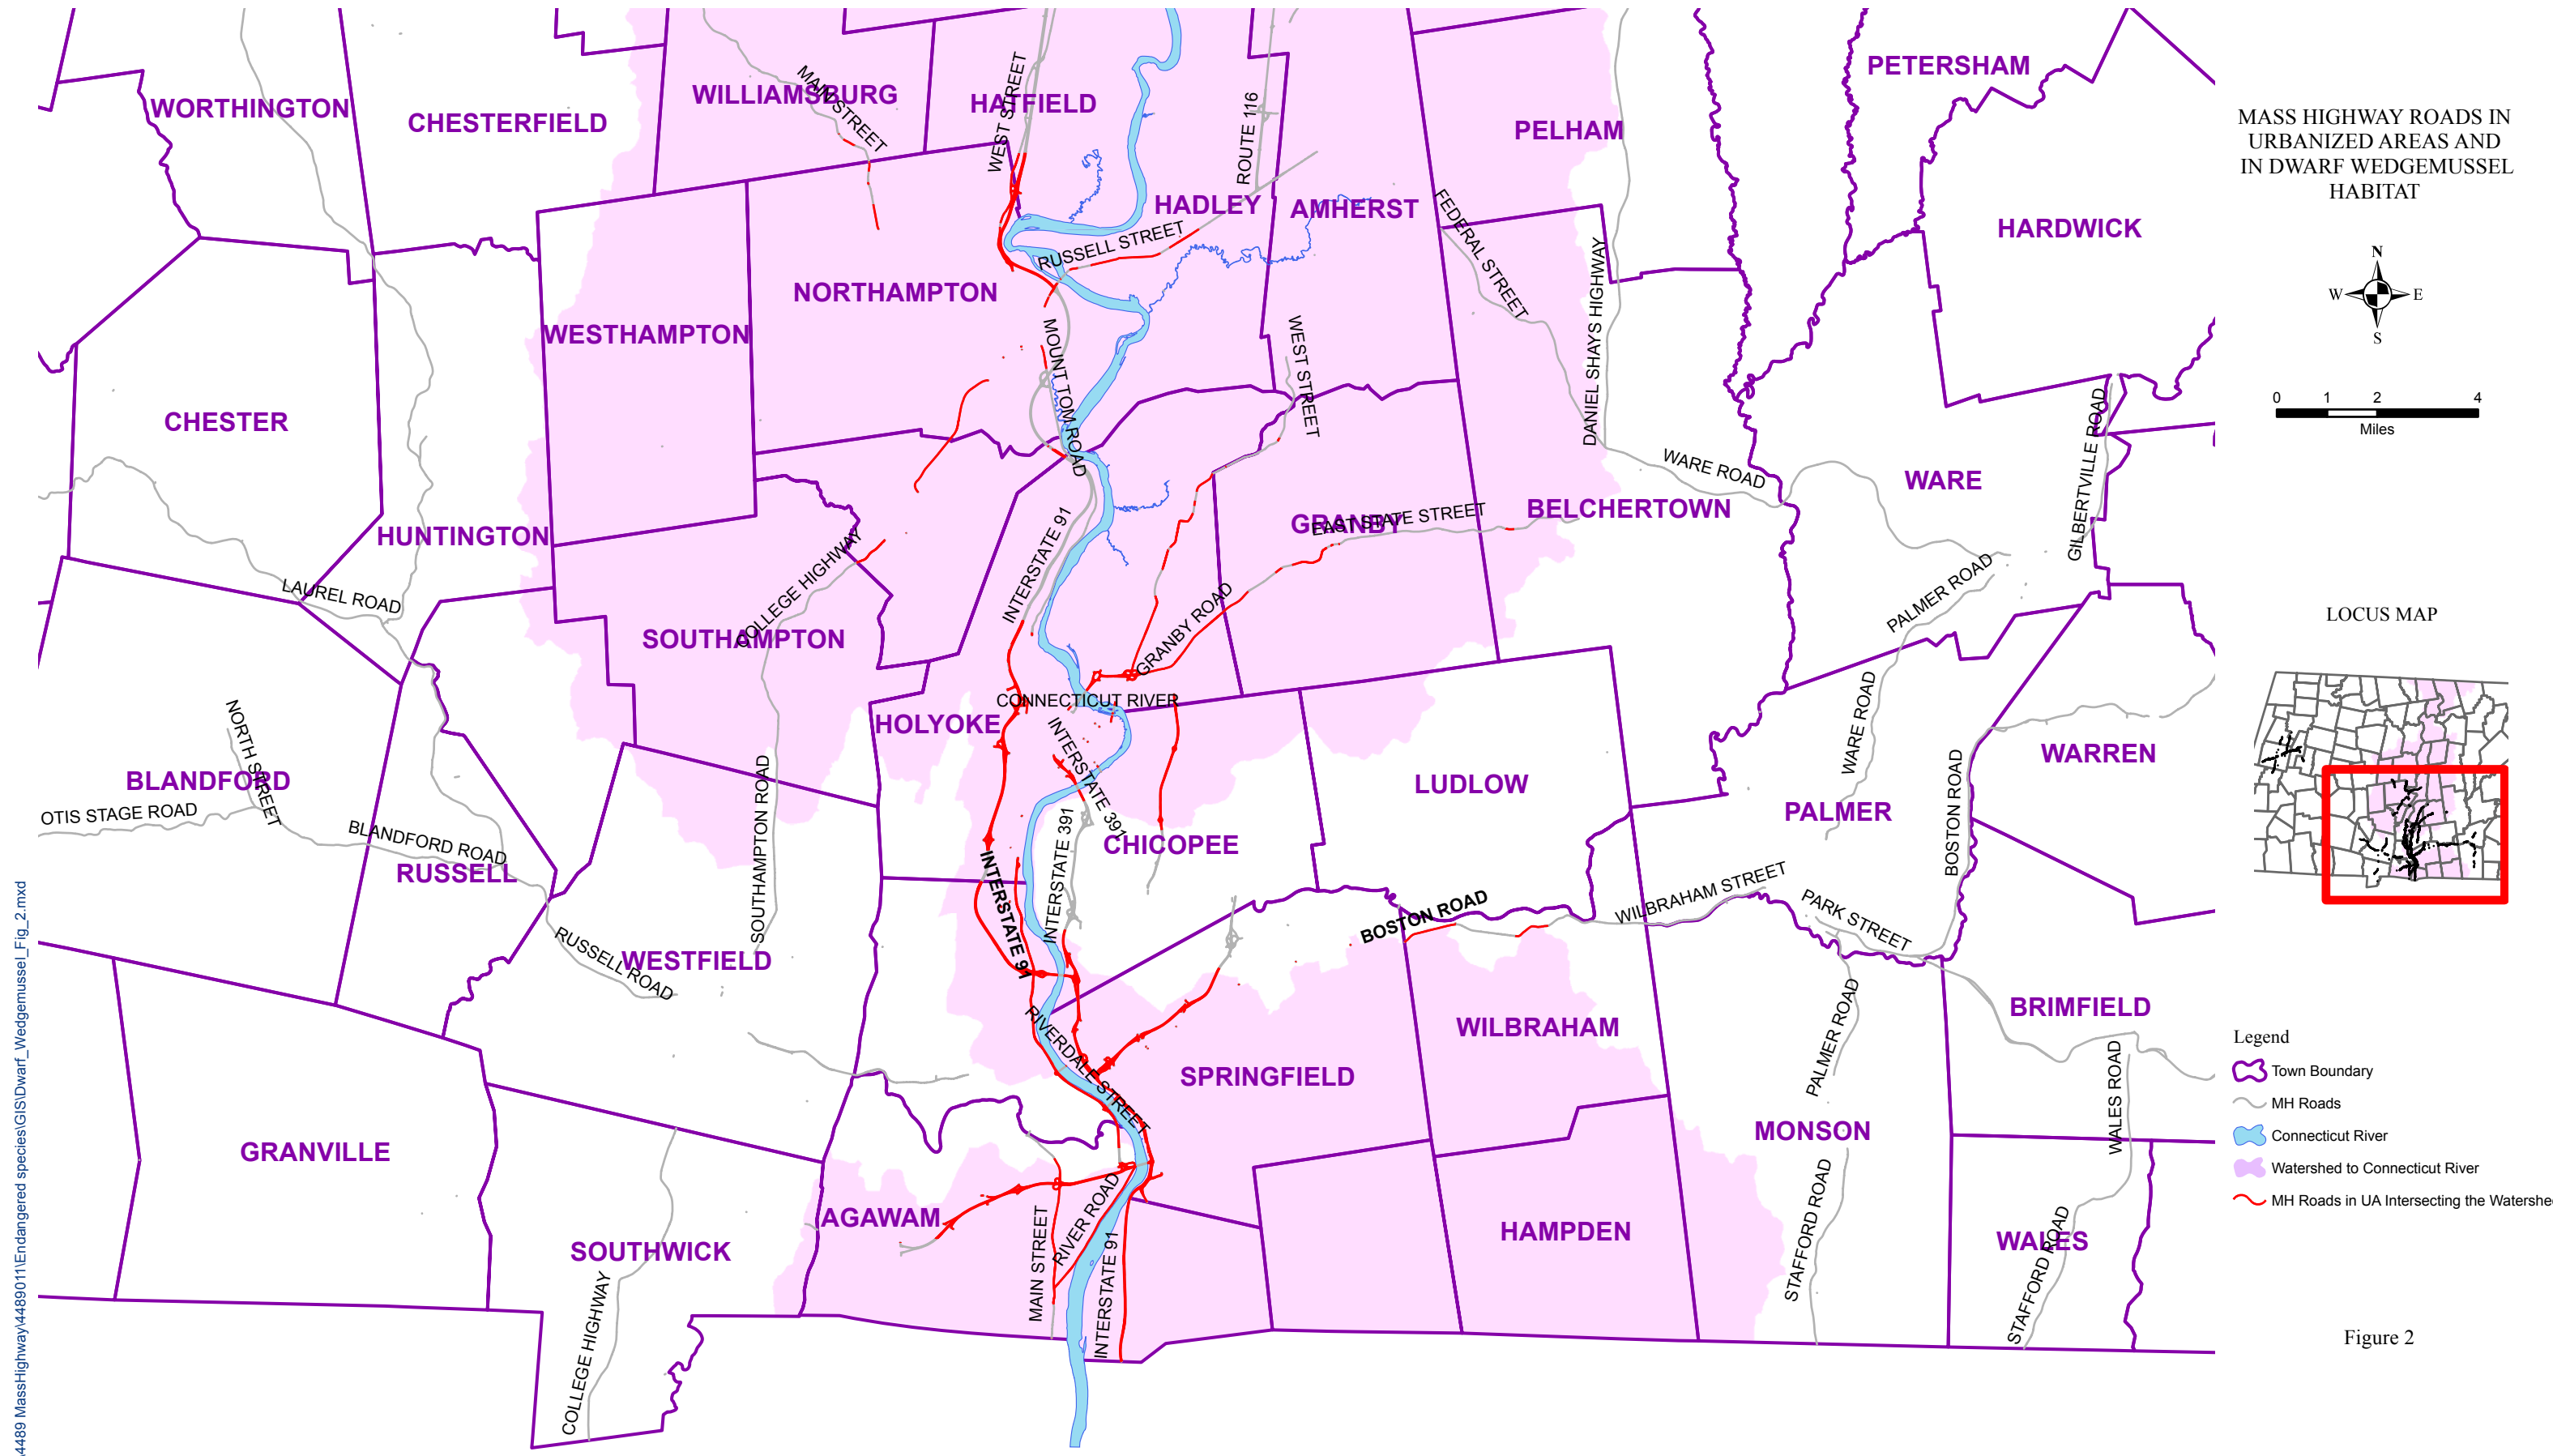 PETERSHAM
WILLIAMSBURG
MAIN STREET
HATFIELD
WEST STREET
WORTHINGTON
CHESTERFIELD
ROUTE 116
PELHAM
MASS HIGHWAY ROADS IN
URBANIZED AREAS AND
IN DWARF WEDGEMUSSEL
HABITAT
HADLEY
AMHERST
FEDERAL STREET
HARDWICK
RUSSELL STREET
N
W
E
S
NORTHAMPTON
WESTHAMPTON
DANIEL SHAYS HIGHWAY
MOUNT TOM ROAD
WEST STREET
0 1 2 4
Miles
CHESTER
WARE ROAD
WARE
GILBERTVILLE ROAD
HUNTINGTON
GRANBY
EAST STATE STREET
BELCHERTOWN
INTERSTATE 91
COLLEGE HIGHWAY
LAUREL ROAD
PALMER ROAD
GRANBY ROAD
SOUTHAMPTON
LOCUS MAP
CONNECTICUT RIVER
HOLYOKE
INTERSTATE 391
NORTH STREET
WARE ROAD
WARREN
BLANDFORD
LUDLOW
OTIS STAGE ROAD
BLANDFORD ROAD
SOUTHAMPTON ROAD
PALMER
BOSTON ROAD
INTERSTATE 391
CHICOPEE
RUSSELL
INTERSTATE 91
WILBRAHAM STREET
BOSTON ROAD
PARK STREET
RUSSELL ROAD
WESTFIELD
PALMER ROAD
BRIMFIELD
RIVERDALE STREET
WILBRAHAM
SPRINGFIELD
WALES ROAD
Legend
Town Boundary
MH Roads
Connecticut River
Watershed to Connecticut River
MH Roads in UA Intersecting the Watershe
GRANVILLE
MONSON
AGAWAM
RIVER ROAD
MAIN STREET
INTERSTATE 91
SOUTHWICK
HAMPDEN
STAFFORD ROAD
WALES
STAFFORD ROAD
COLLEGE HIGHWAY
Figure 2
4489 MassHighway\4489011\Endangered species\GIS\Dwarf_Wedgemussel_Fig_2.mxd